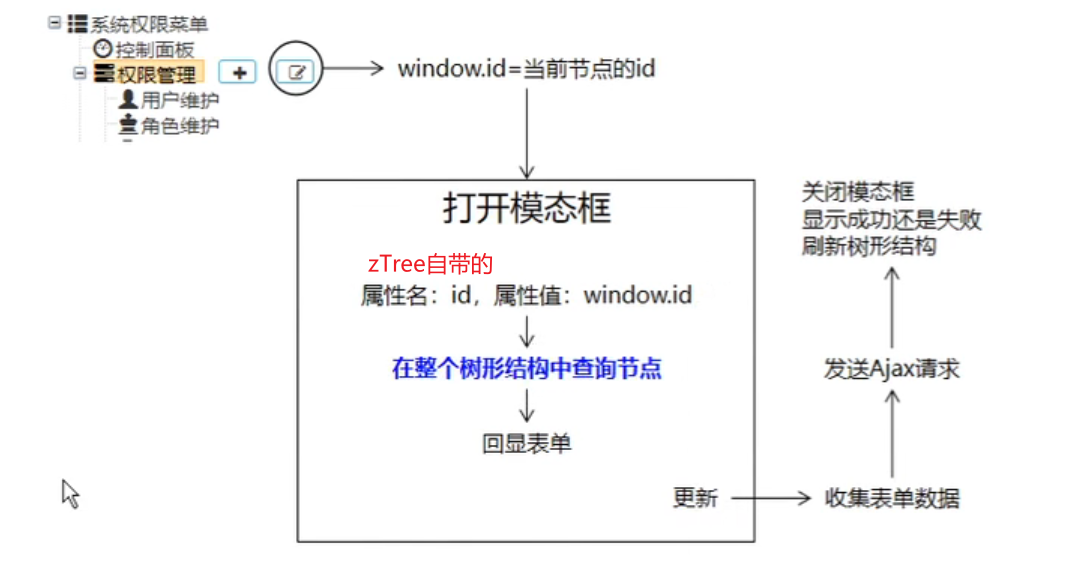 系统权限菜单
控制面板
权限管理
用户维护
角色维护
window.id=当前节点的id
打开模态框
zTree自带的
属性名：id，属性值：window.id
在整个树形结构中查询节点
回显表单
更新
收集表单数据
发送Ajax请求
关闭模态框
显示成功还是失败
刷新树形结构